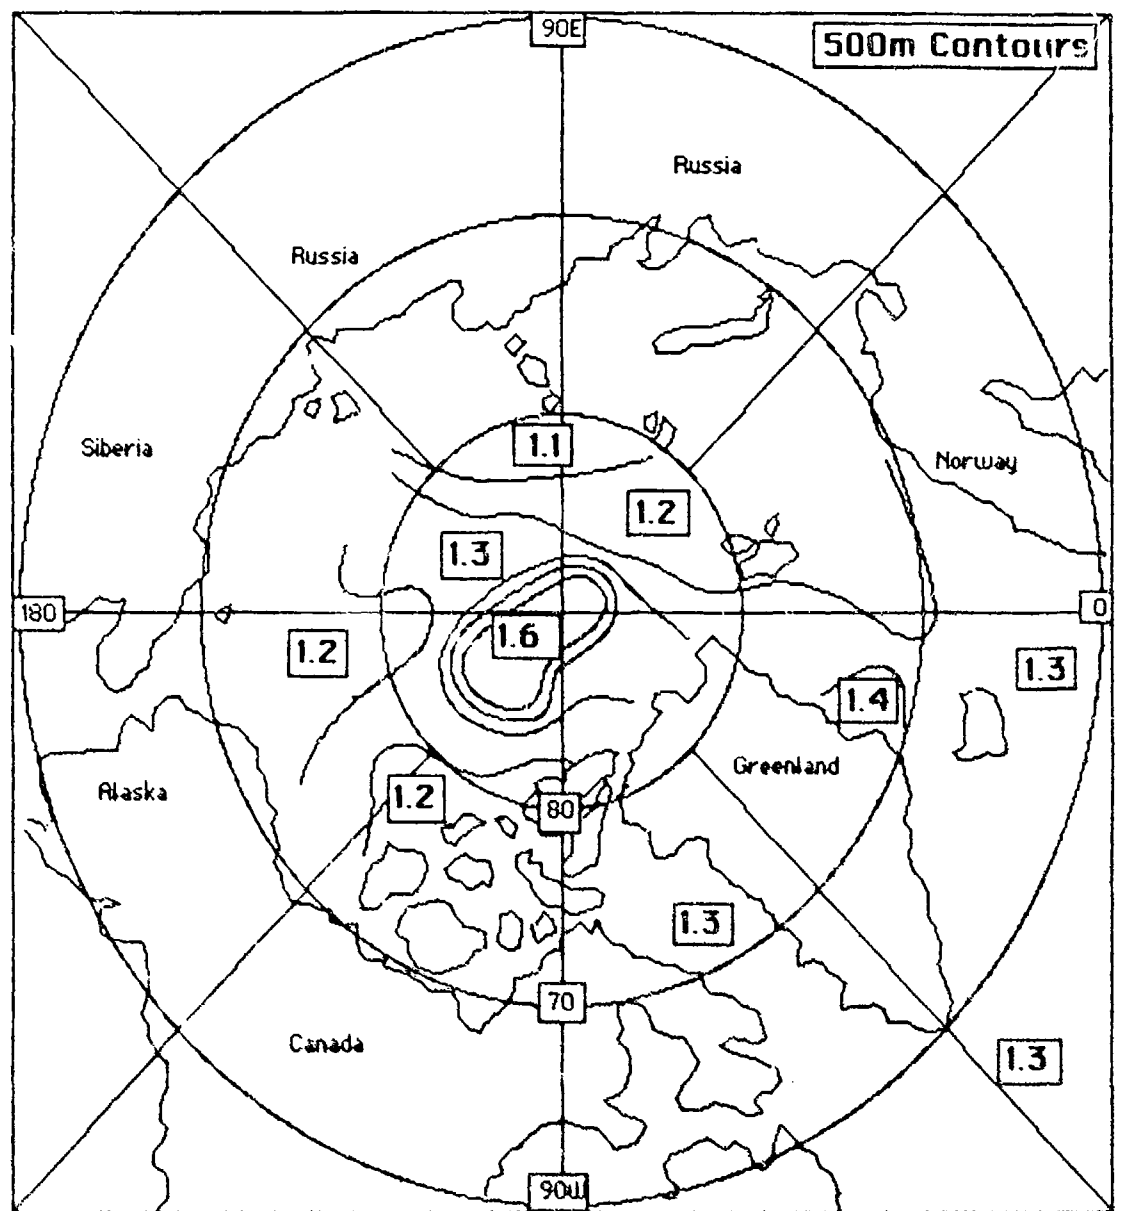 90E
500m Contours
Russia
Russia
Siberia
1.1
Norway
1.2
1.3
180
0
1.6
1.2
1.3
1.4
Greenland
Alaska
1.2
80
1.3
70
Canada
1.3
90W